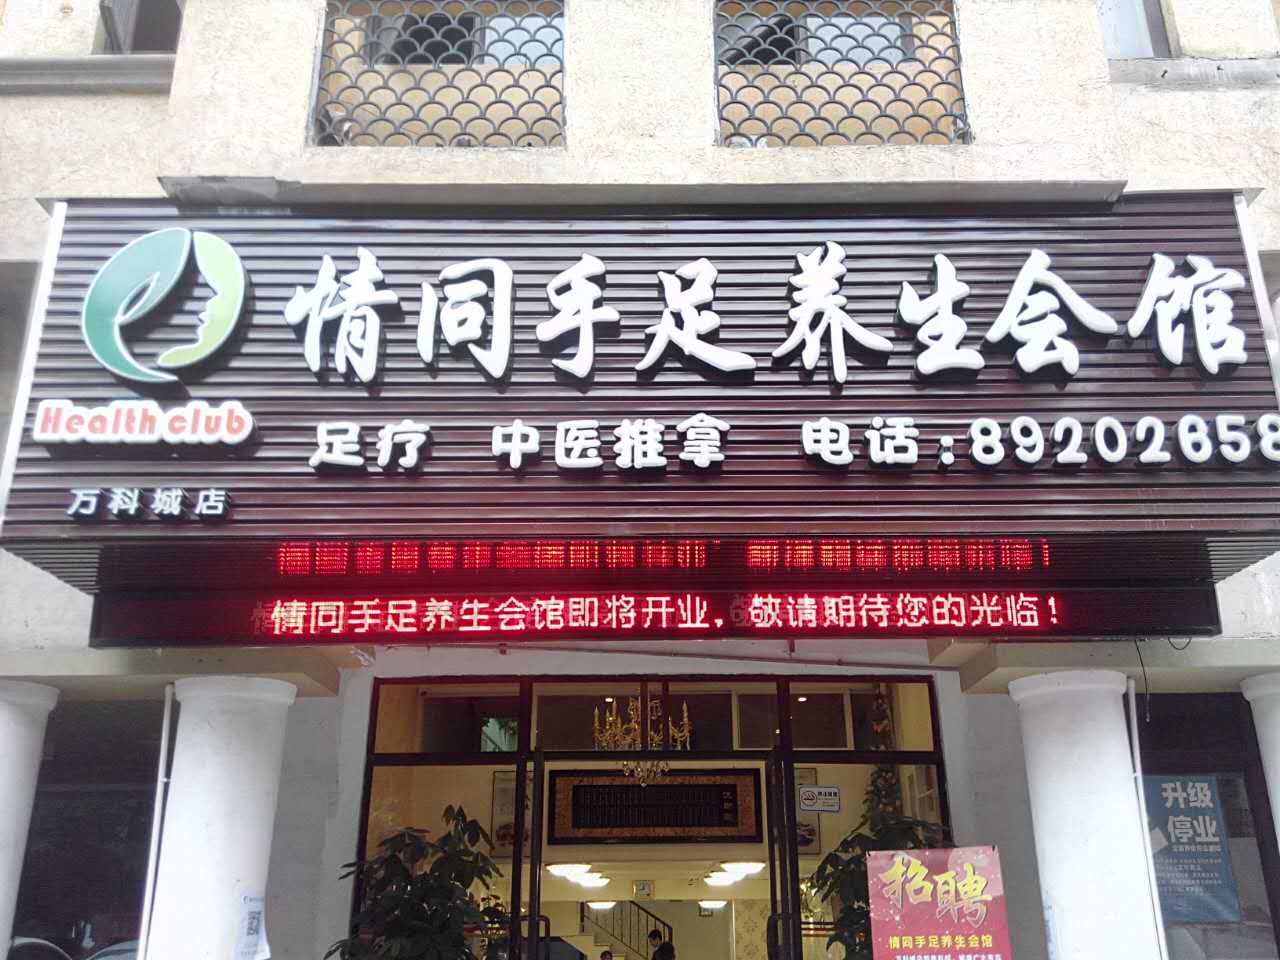 情同手足养生会馆
Health club
足疗 中医推拿 电话:89202658
万科城店
情同手足养生会馆即将开业,敬请期待您的光临!
升级
停业
招聘
情同手足养生会馆